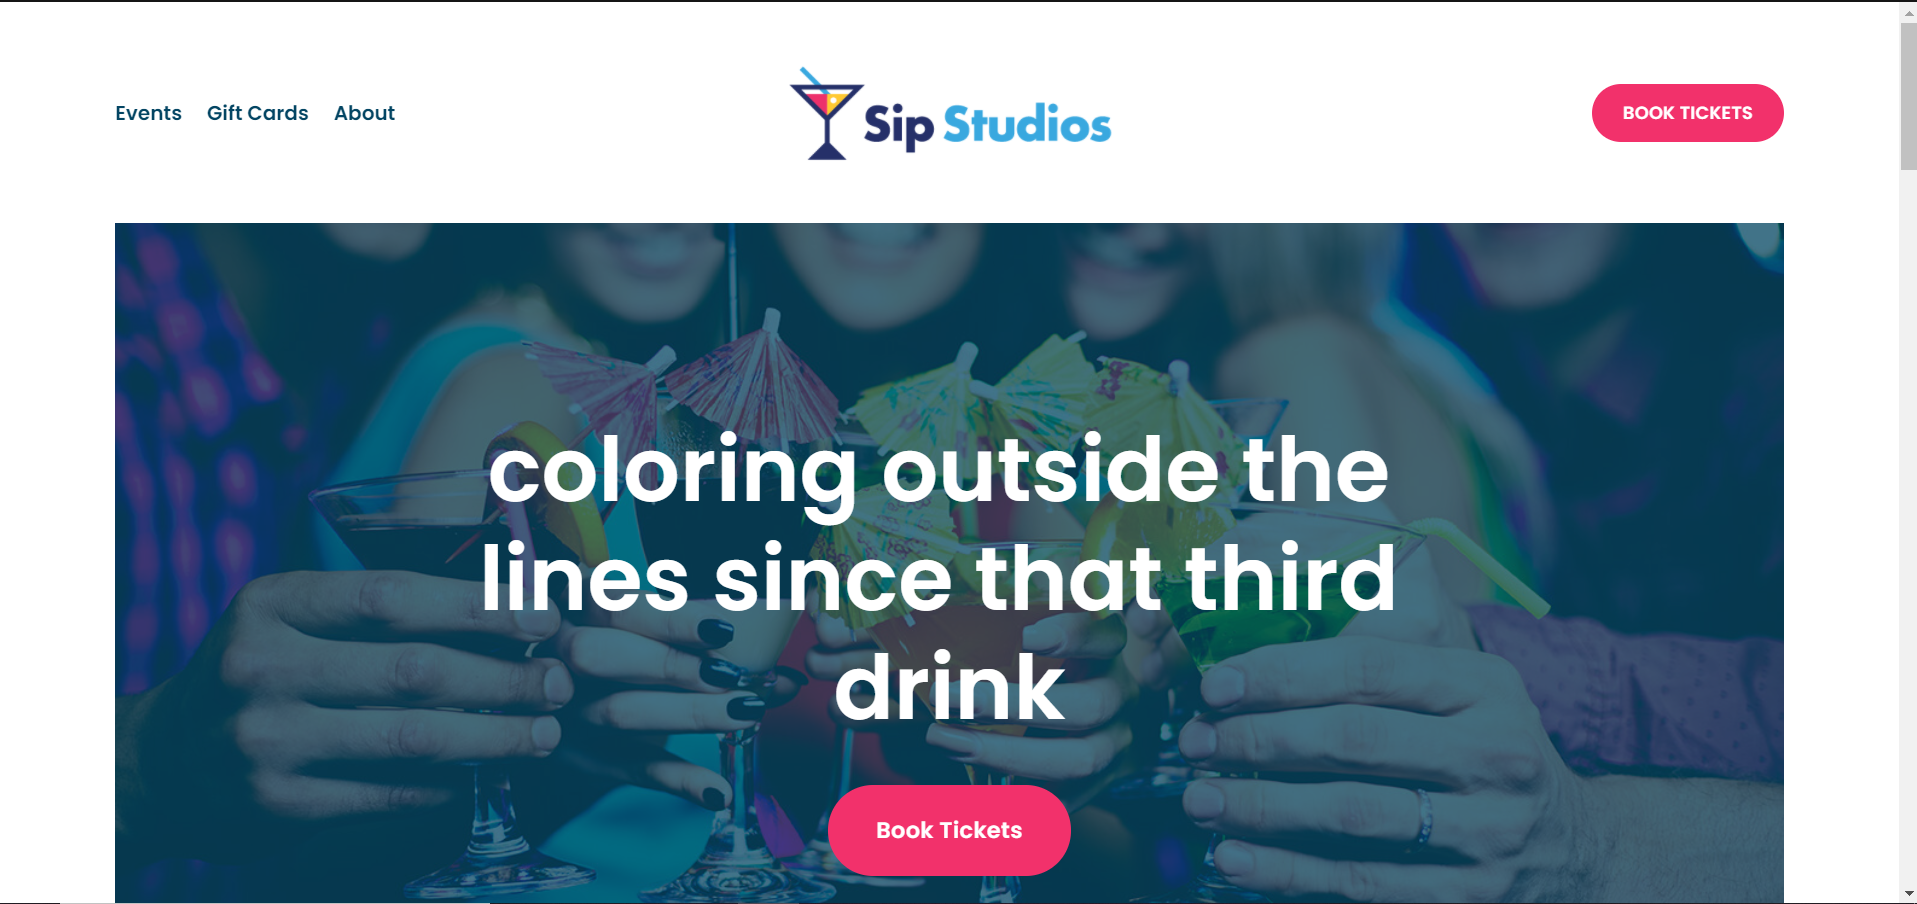 Events Gift Cards About
Sip Studios
BOOK TICKETS
coloring outside the
lines since that third
drink
Book Tickets